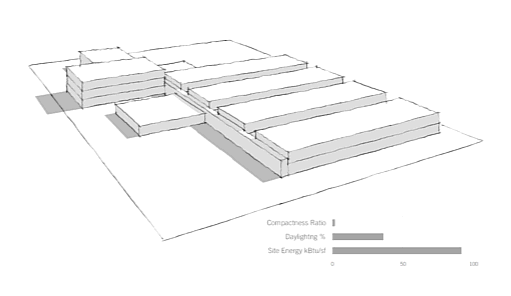 Compactness Ratio
Daylighting %
Site Energy kBtu/sf
0 50 100